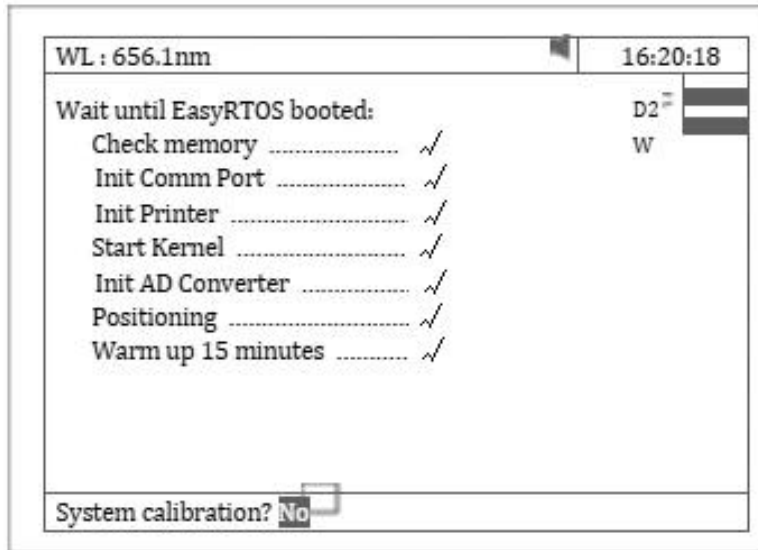 WL : 656.1nm 16:20:18
Wait until EasyRTOS booted: D2
Check memory .................... √ W
Init Comm Port .................... √
Init Printer ............................ √
Start Kernel ......................... √
Init AD Converter ................ √
Positioning ............................ √
Warm up 15 minutes ........... √
System calibration? No